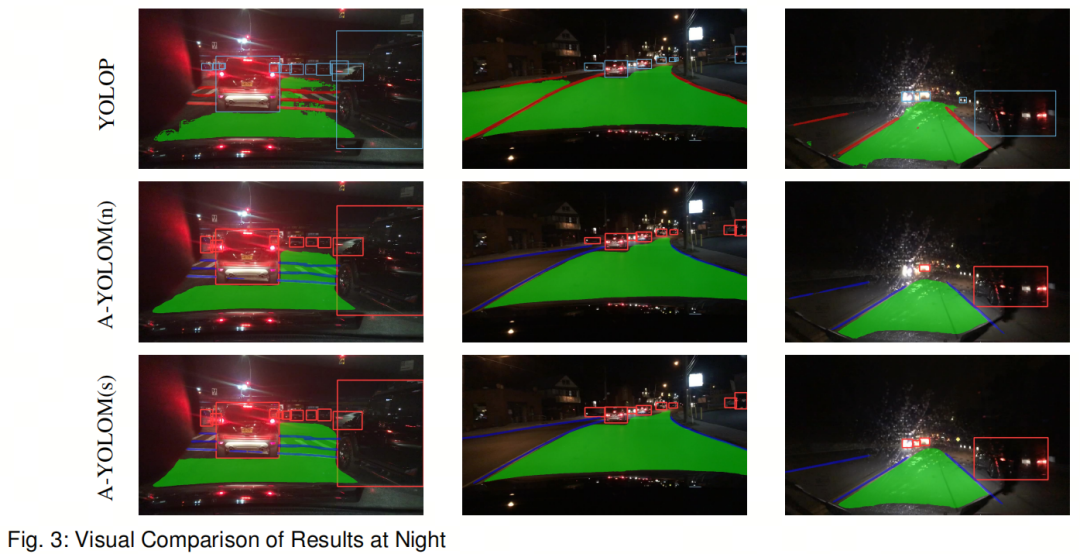 YOLOP
A-YOLOM(n)
A-YOLOM(s)
Fig. 3: Visual Comparison of Results at Night